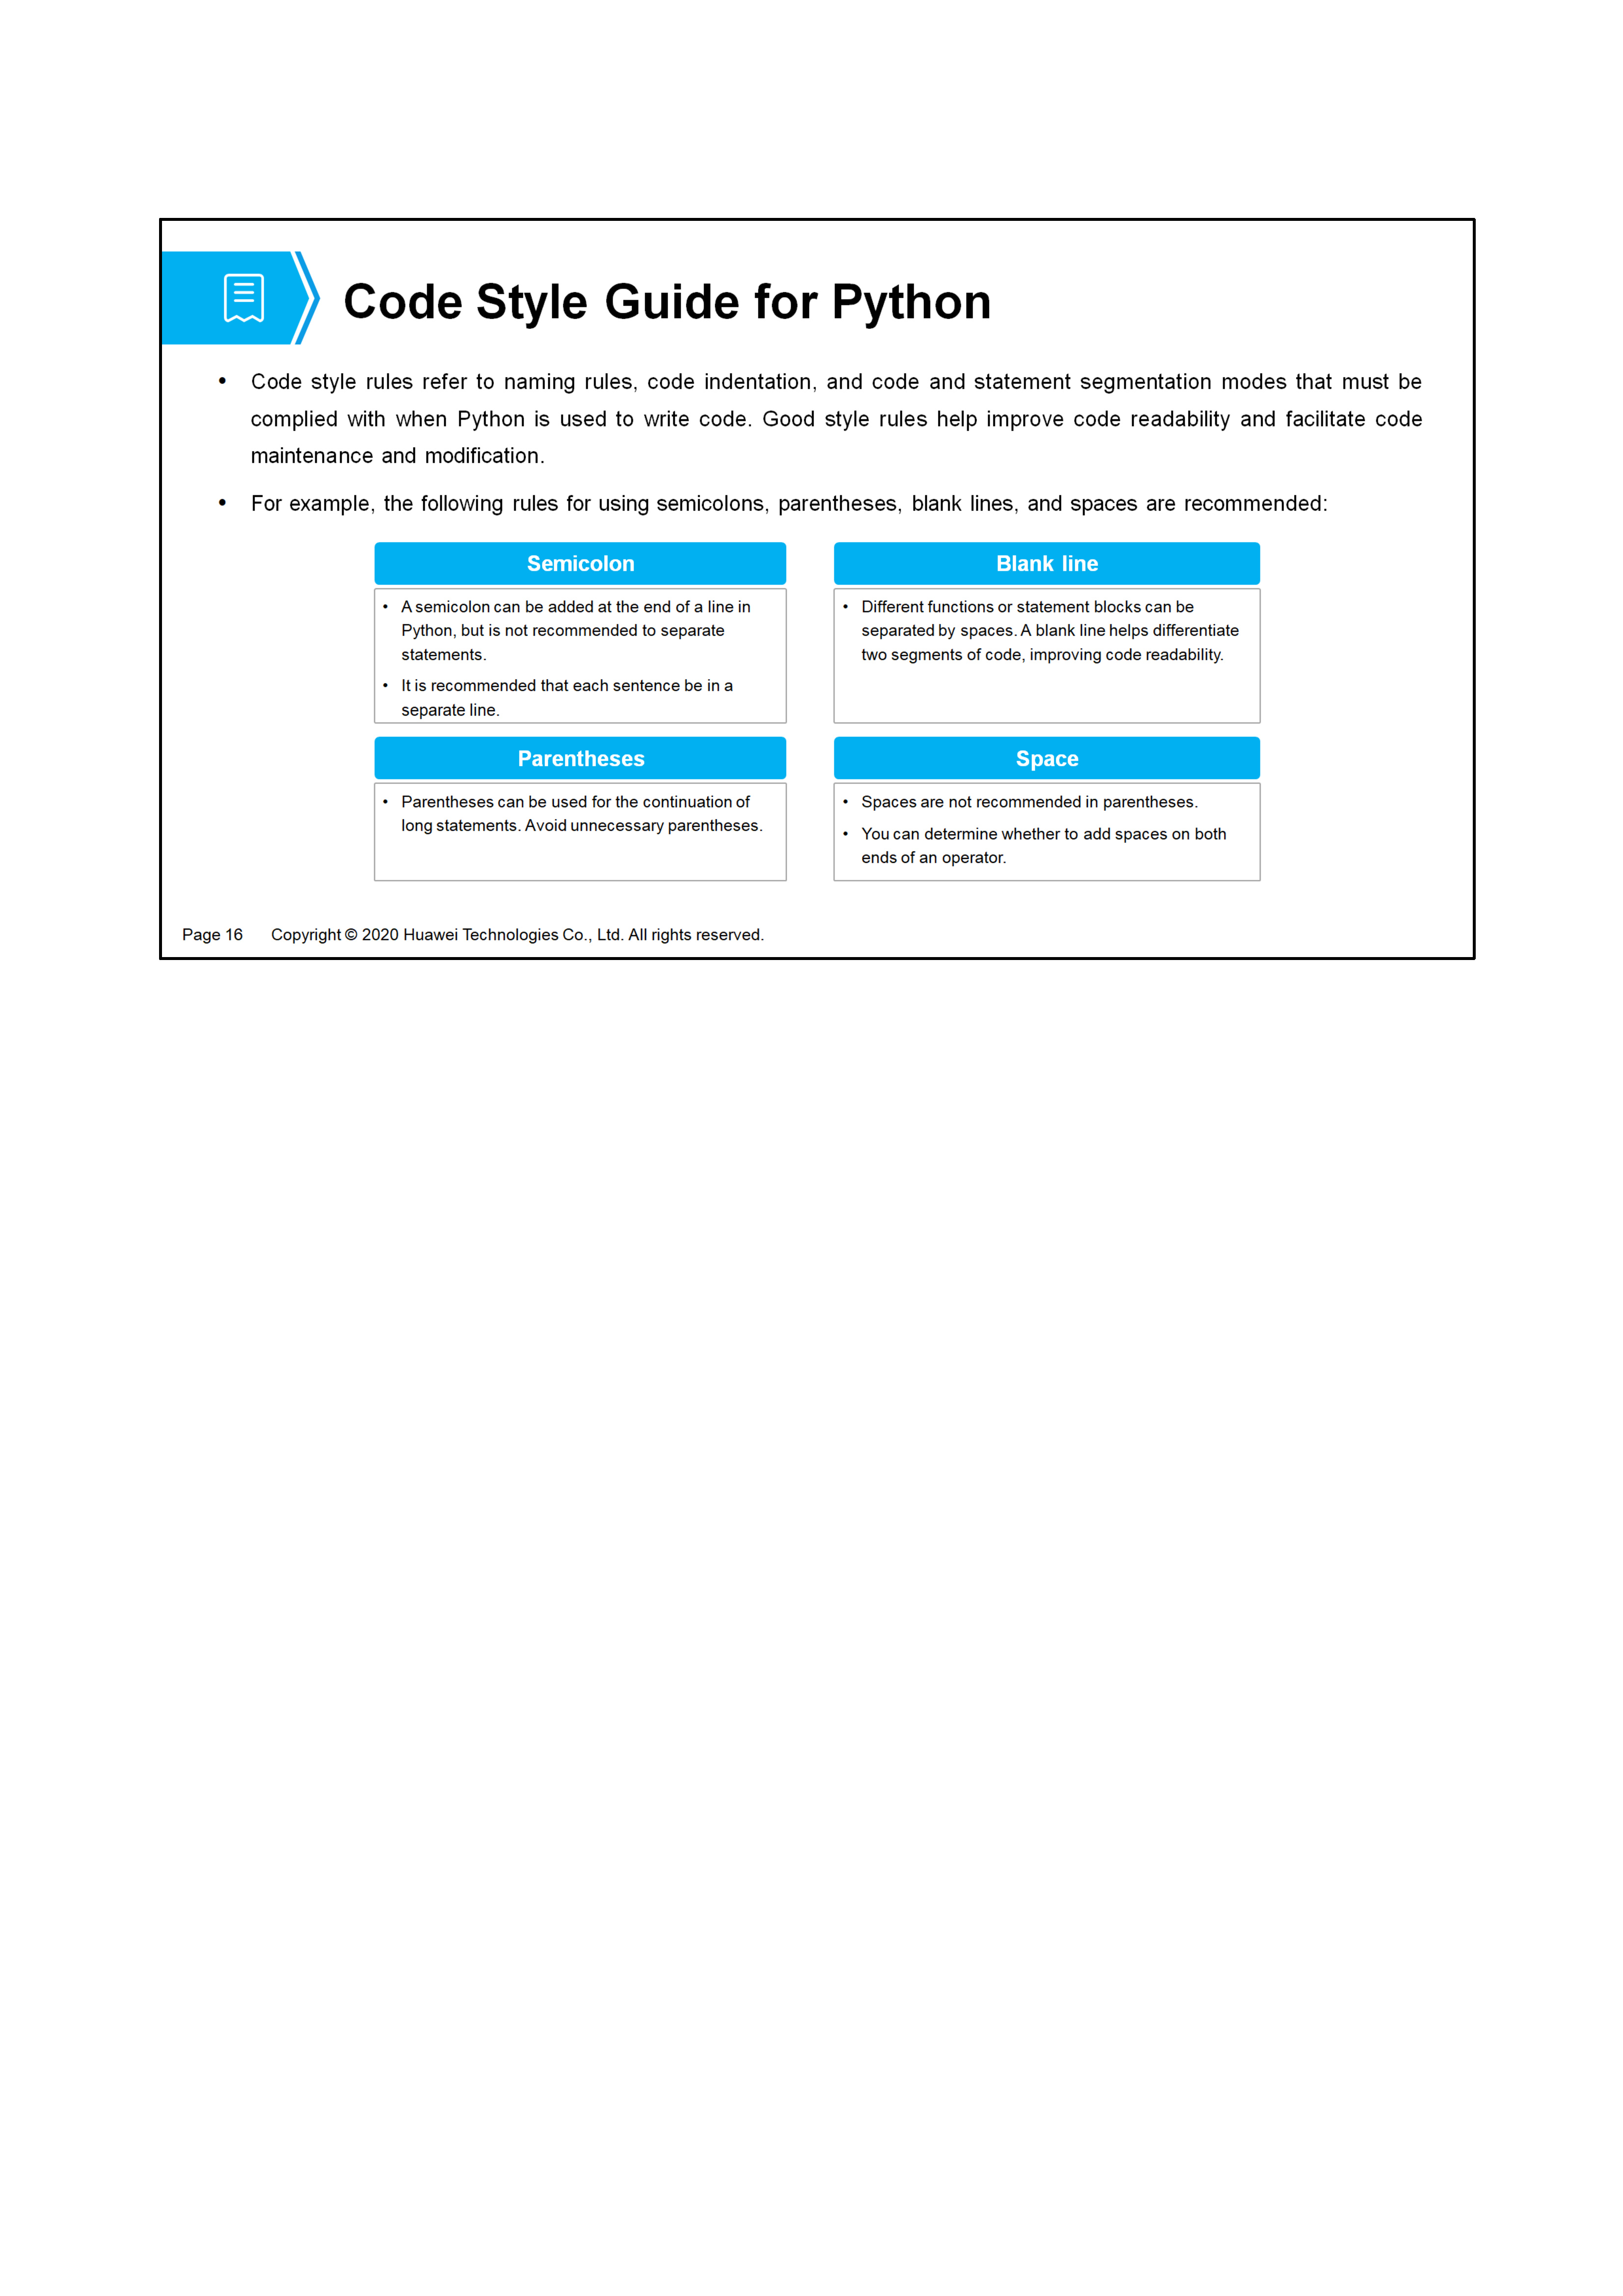 Code Style Guide for Python
• Code style rules refer to naming rules, code indentation, and code and statement segmentation modes that must be
complied with when Python is used to write code. Good style rules help improve code readability and facilitate code
maintenance and modification.
• For example, the following rules for using semicolons, parentheses, blank lines, and spaces are recommended:
Semicolon
• A semicolon can be added at the end of a line in
Python, but is not recommended to separate
statements.
• It is recommended that each sentence be in a
separate line.
Blank line
• Different functions or statement blocks can be
separated by spaces. A blank line helps differentiate
two segments of code, improving code readability.
Parentheses
• Parentheses can be used for the continuation of
long statements. Avoid unnecessary parentheses.
Space
• Spaces are not recommended in parentheses.
• You can determine whether to add spaces on both
ends of an operator.
Page 16 Copyright © 2020 Huawei Technologies Co., Ltd. All rights reserved.